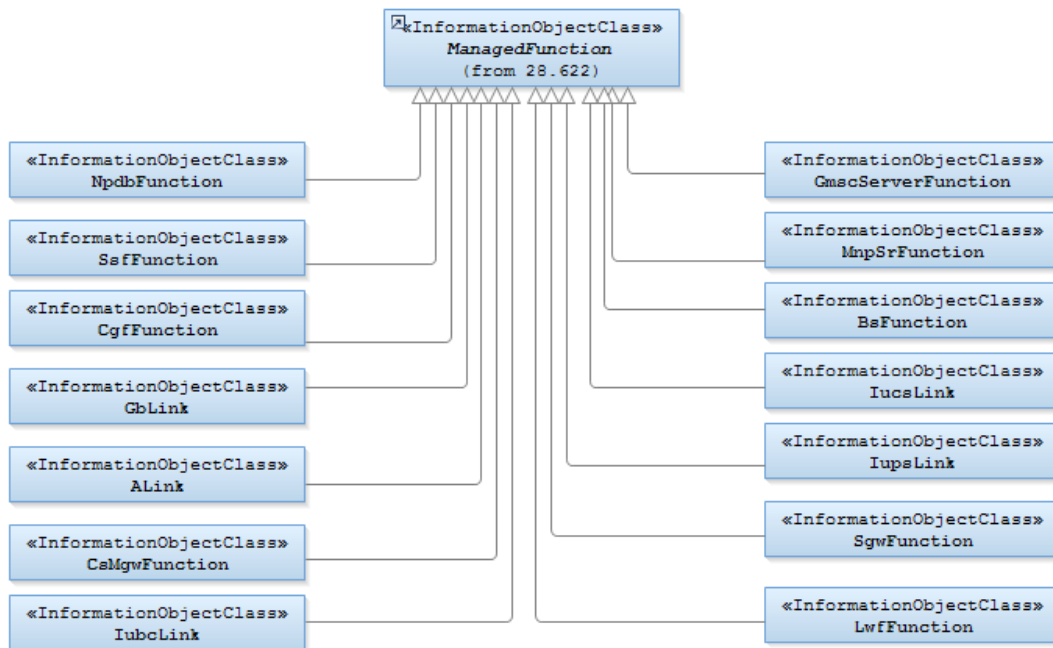 «InformationObjectClass»
ManagedFunction
(from 28.622)
«InformationObjectClass»
NpdbFunction
«InformationObjectClass»
SsfFunction
«InformationObjectClass»
CgfFunction
«InformationObjectClass»
GbLink
«InformationObjectClass»
ALink
«InformationObjectClass»
CsMgwFunction
«InformationObjectClass»
IubcLink
«InformationObjectClass»
GmscServerFunction
«InformationObjectClass»
MnpSrFunction
«InformationObjectClass»
BsFunction
«InformationObjectClass»
IucsLink
«InformationObjectClass»
IupsLink
«InformationObjectClass»
SgwFunction
«InformationObjectClass»
LwfFunction